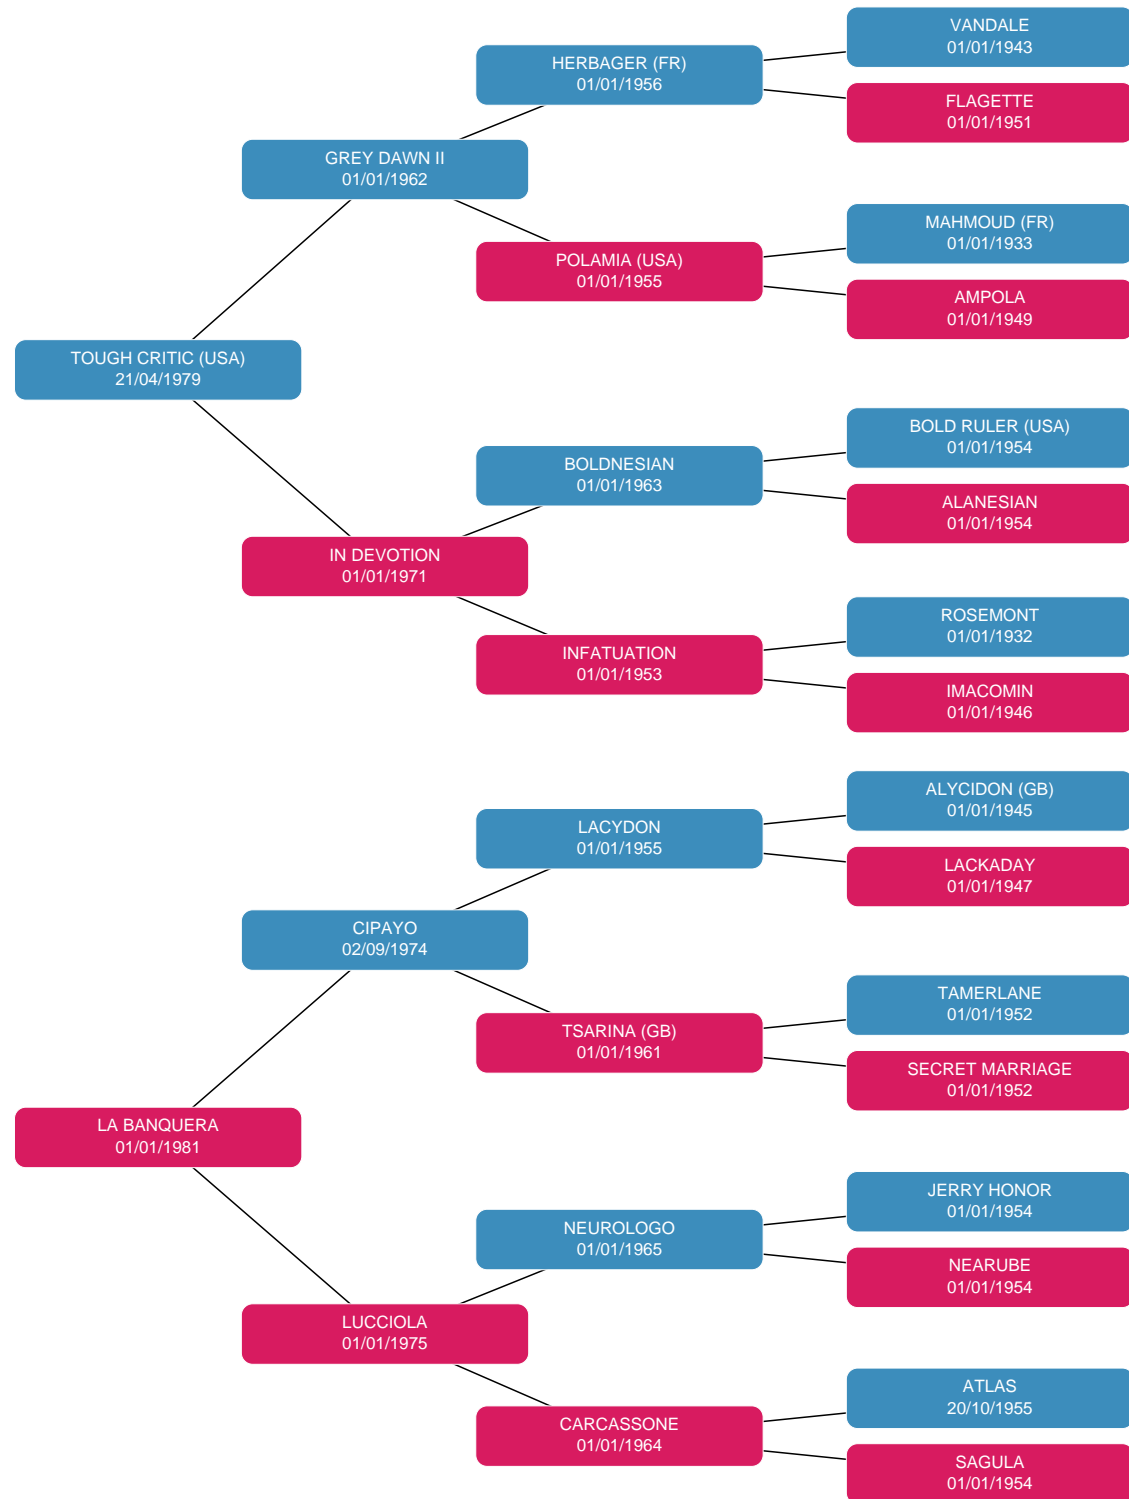 VANDALE
01/01/1943
HERBAGER (FR)
01/01/1956
FLAGETTE
01/01/1951
GREY DAWN II
01/01/1962
MAHMOUD (FR)
01/01/1933
POLAMIA (USA)
01/01/1955
AMPOLA
01/01/1949
TOUGH CRITIC (USA)
21/04/1979
BOLD RULER (USA)
01/01/1954
BOLDNESIAN
01/01/1963
ALANESIAN
01/01/1954
IN DEVOTION
01/01/1971
ROSEMONT
01/01/1932
INFATUATION
01/01/1953
IMACOMIN
01/01/1946
ALYCIDON (GB)
01/01/1945
LACYDON
01/01/1955
LACKADAY
01/01/1947
CIPAYO
02/09/1974
TAMERLANE
01/01/1952
TSARINA (GB)
01/01/1961
SECRET MARRIAGE
01/01/1952
LA BANQUERA
01/01/1981
JERRY HONOR
01/01/1954
NEUROLOGO
01/01/1965
NEARUBE
01/01/1954
LUCCIOLA
01/01/1975
ATLAS
20/10/1955
CARCASSONE
01/01/1964
SAGULA
01/01/1954